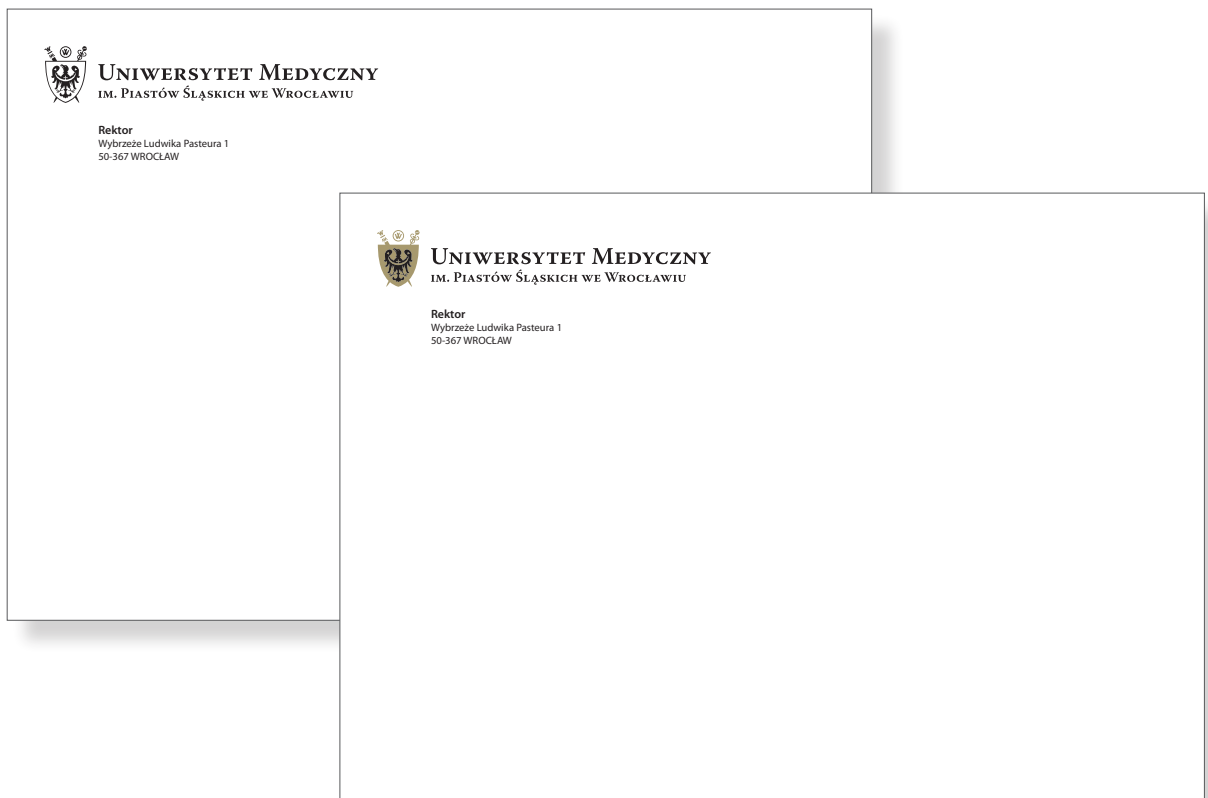 Uniwersytet Medyczny
im. Piastów Śląskich we Wrocławiu
Rektor
Wybrzeże Ludwika Pasteura 1
50-367 WROCŁAW
Uniwersytet Medyczny
im. Piastów Śląskich we Wrocławiu
Rektor
Wybrzeże Ludwika Pasteura 1
50-367 WROCŁAW